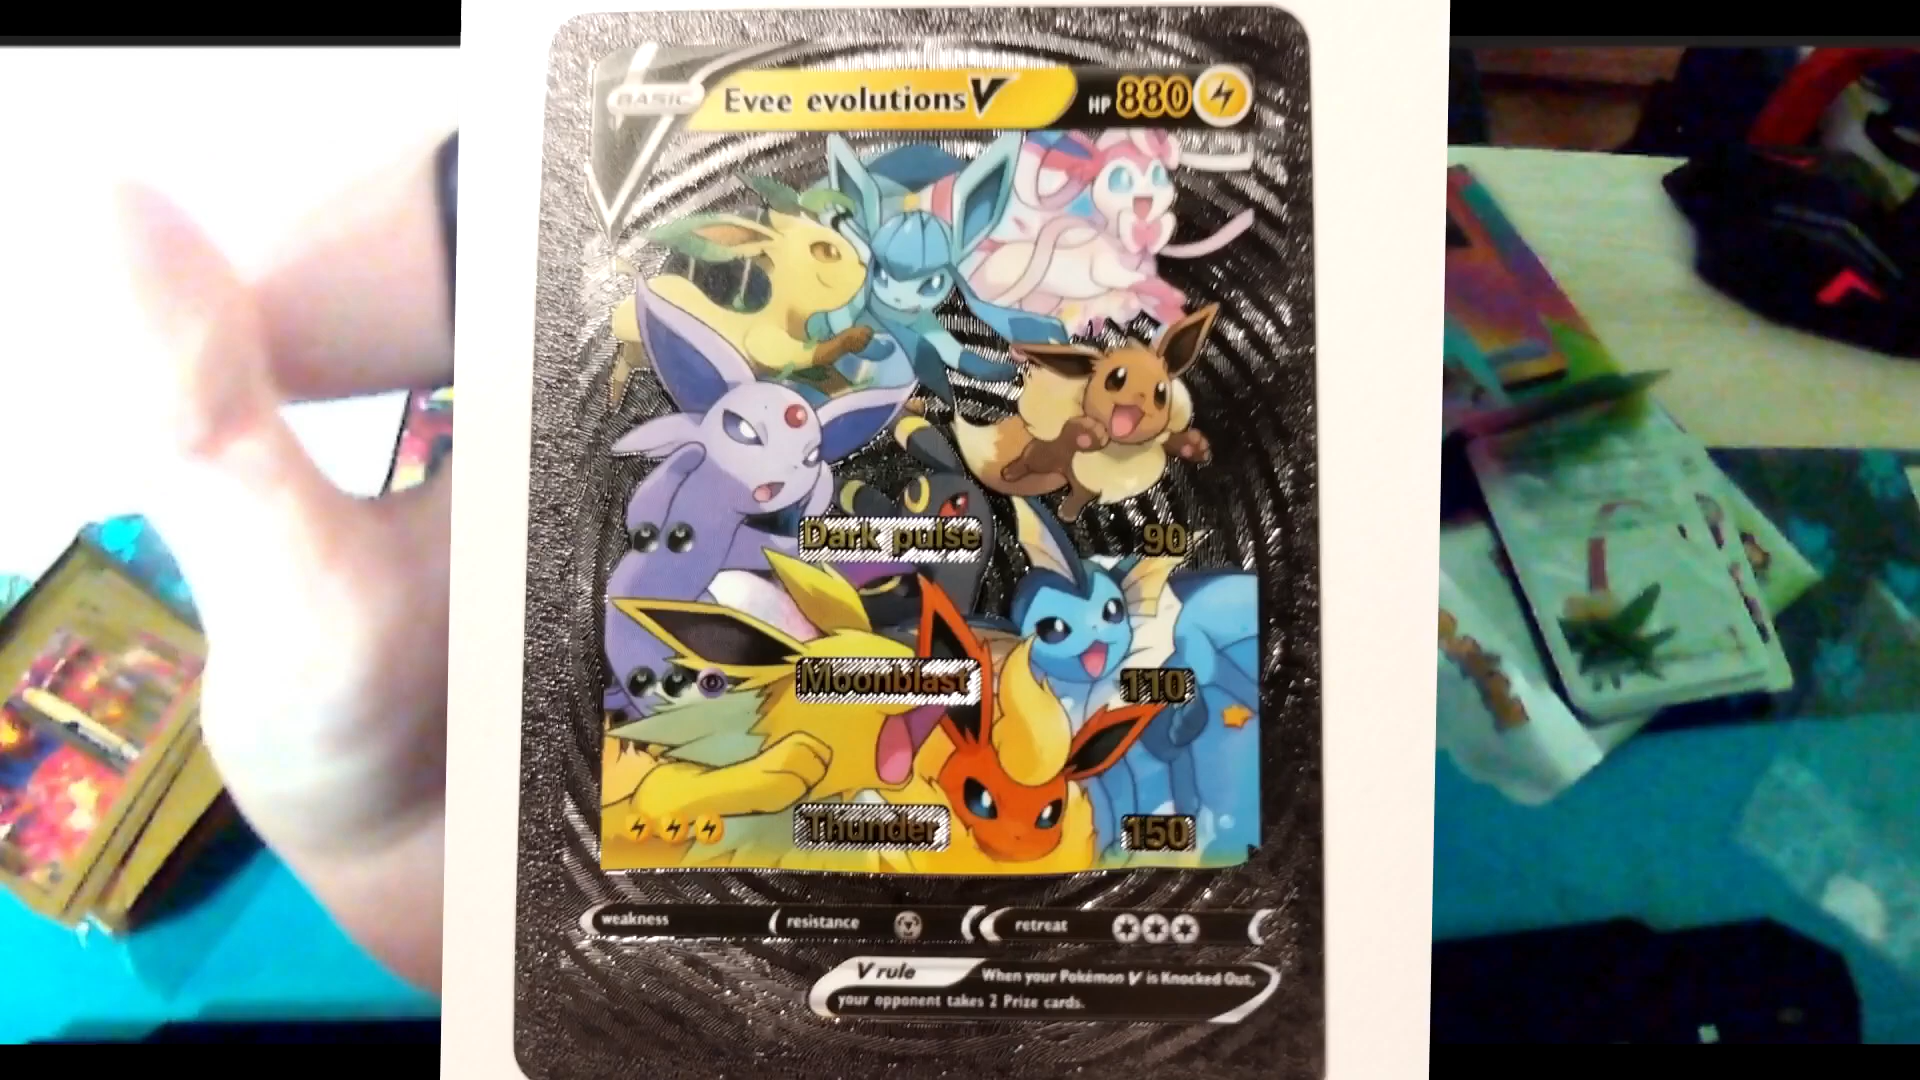 BASIC
Evee evolutions V
HP 880
Dark pulse 90
Moonblast 110
Thunder 150
weakness resistance retreat
V rule When your Pokémon V is Knocked Out,
your opponent takes 2 Prize cards.